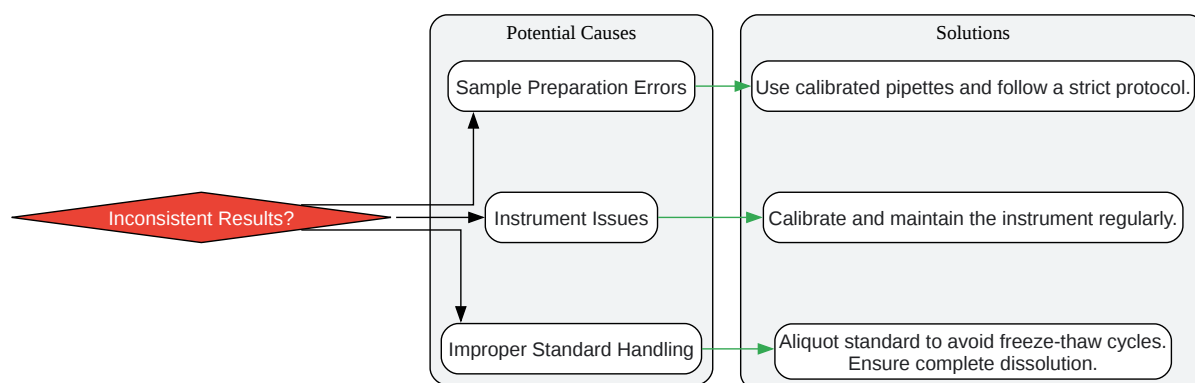 Potential Causes
Solutions
Sample Preparation Errors
Use calibrated pipettes and follow a strict protocol.
Inconsistent Results?
Instrument Issues
Calibrate and maintain the instrument regularly.
Improper Standard Handling
Aliquot standard to avoid freeze-thaw cycles.
Ensure complete dissolution.